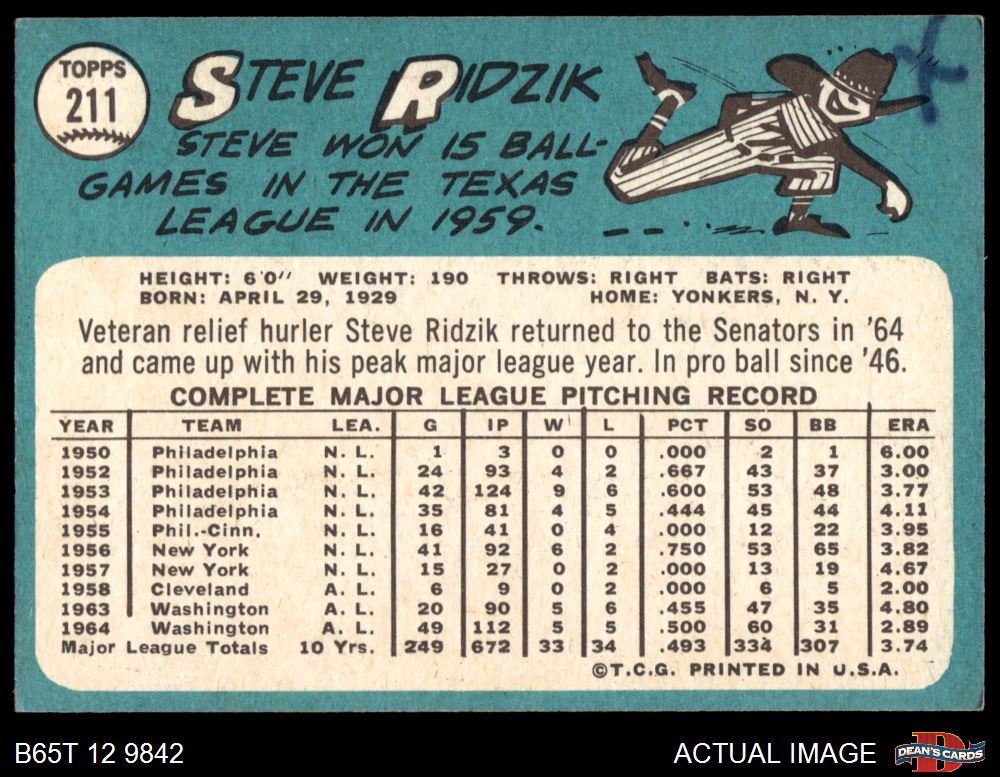 TOPPS
211
STEVE RIDZIK
STEVE WON 15 BALL-
GAMES IN THE TEXAS
LEAGUE IN 1959.
HEIGHT: 6'0" WEIGHT: 190 THROWS: RIGHT BATS: RIGHT
BORN: APRIL 29, 1929 HOME: YONKERS, N. Y.
Veteran relief hurler Steve Ridzik returned to the Senators in '64
and came up with his peak major league year. In pro ball since '46.
COMPLETE MAJOR LEAGUE PITCHING RECORD
YEAR TEAM LEA. G IP W L PCT SO BB ERA
1950 Philadelphia N. L. 1 3 0 0 .000 2 1 6.00
1952 Philadelphia N. L. 24 93 4 2 .667 43 37 3.00
1953 Philadelphia N. L. 42 124 9 6 .600 53 48 3.77
1954 Philadelphia N. L. 35 81 4 5 .444 45 44 4.11
1955 Phil.-Cinn. N. L. 16 41 0 4 .000 12 22 3.95
1956 New York N. L. 41 92 6 2 .750 53 65 3.82
1957 New York N. L. 15 27 0 2 .000 13 19 4.67
1958 Cleveland A. L. 6 9 0 2 .000 6 5 2.00
1963 Washington A. L. 20 90 5 6 .455 47 35 4.80
1964 Washington A. L. 49 112 5 5 .500 60 31 2.89
Major League Totals 10 Yrs. 249 672 33 34 .493 334 307 3.74
©T.C.G. PRINTED IN U.S.A.
B65T 12 9842 ACTUAL IMAGE DEAN'S CARDS